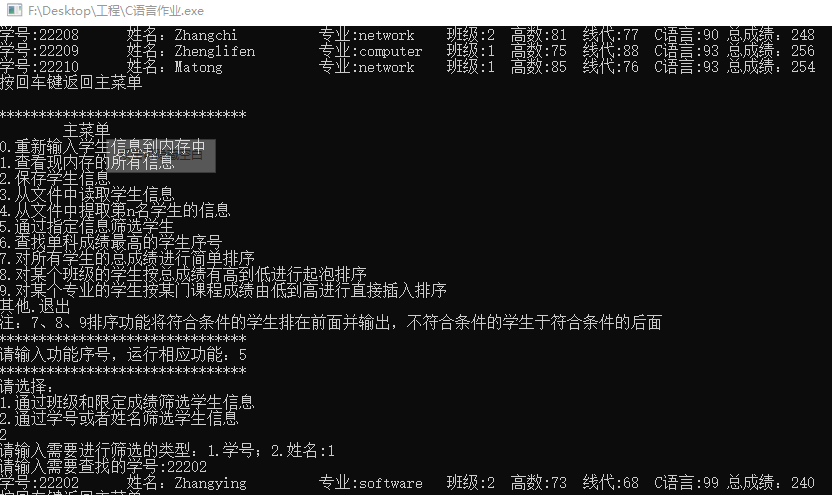 F:\Desktop\工程\C语言作业.exe
学号:22208 姓名：Zhangchi 专业:network 班级:2 高数:81 线代:77 C语言:90 总成绩：248
学号:22209 姓名：Zhenglifen 专业:computer 班级:1 高数:75 线代:88 C语言:93 总成绩：256
学号:22210 姓名：Matong 专业:network 班级:1 高数:85 线代:76 C语言:93 总成绩：254
按回车键返回主菜单
*******************************
主菜单
0.重新输入学生信息到内存中
1.查看现内存的所有信息
2.保存学生信息
3.从文件中读取学生信息
4.从文件中提取第n名学生的信息
5.通过指定信息筛选学生
6.查找单科成绩最高的学生序号
7.对所有学生的总成绩进行简单排序
8.对某个班级的学生按总成绩有高到低进行起泡排序
9.对某个专业的学生按某门课程成绩由低到高进行直接插入排序
其他.退出
注：7、8、9排序功能将符合条件的学生排在前面并输出，不符合条件的学生于符合条件的后面
*******************************
请输入功能序号，运行相应功能：5
*******************************
请选择：
1.通过班级和限定成绩筛选学生信息
2.通过学号或者姓名筛选学生信息
2
请输入需要进行筛选的类型：1.学号；2.姓名:1
请输入需要查找的学号:22202
学号:22202 姓名：Zhangying 专业:software 班级:2 高数:73 线代:68 C语言:99 总成绩：240
按回车键返回主菜单